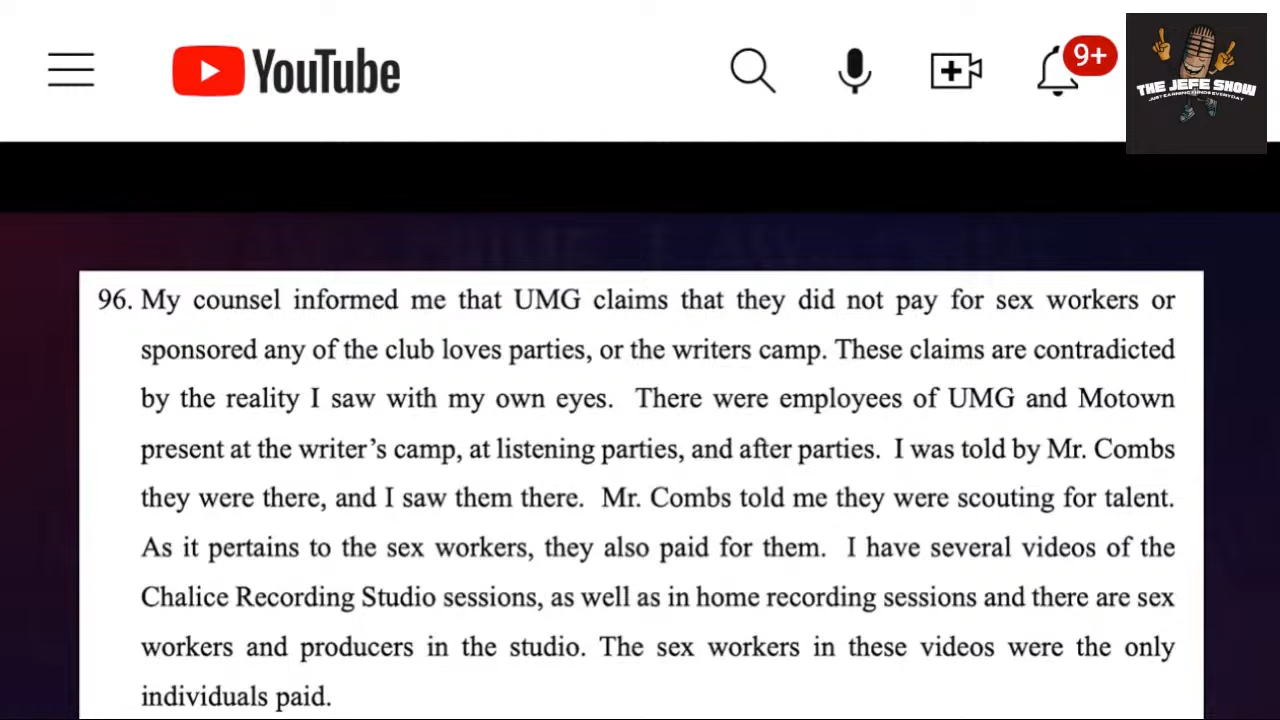 YouTube
9+
THE JEFE SHOW
96. My counsel informed me that UMG claims that they did not pay for sex workers or
sponsored any of the club loves parties, or the writers camp. These claims are contradicted
by the reality I saw with my own eyes. There were employees of UMG and Motown
present at the writer's camp, at listening parties, and after parties. I was told by Mr. Combs
they were there, and I saw them there. Mr. Combs told me they were scouting for talent.
As it pertains to the sex workers, they also paid for them. I have several videos of the
Chalice Recording Studio sessions, as well as in home recording sessions and there are sex
workers and producers in the studio. The sex workers in these videos were the only
individuals paid.